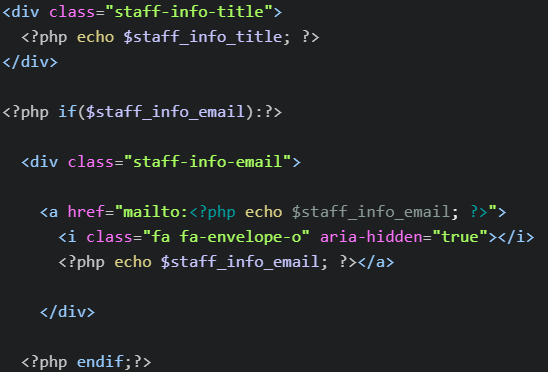 <div class="staff-info-title">
<?php echo $staff_info_title; ?>
</div>
<?php if($staff_info_email):?>
<div class="staff-info-email">
<a href="mailto:<?php echo $staff_info_email; ?>">
<i class="fa fa-envelope-o" aria-hidden="true"></i>
<?php echo $staff_info_email; ?></a>
</div>
<?php endif;?>